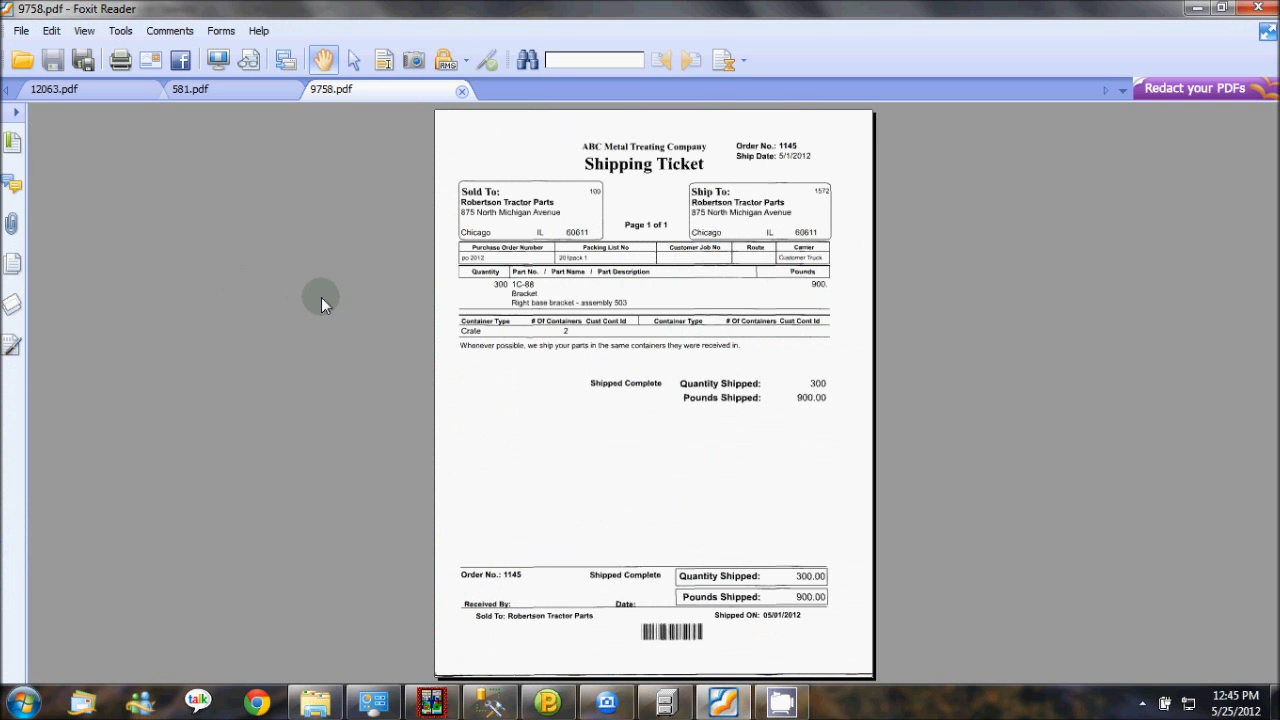 9758.pdf - Foxit Reader
File Edit View Tools Comments Forms Help
12063.pdf 581.pdf 9758.pdf Redact your PDFs
ABC Metal Treating Company
Shipping Ticket
Order No.: 1145
Ship Date: 5/1/2012
Sold To: 100
Robertson Tractor Parts
875 North Michigan Avenue
Chicago IL 60611
Page 1 of 1
Ship To: 1572
Robertson Tractor Parts
875 North Michigan Avenue
Chicago IL 60611
Purchase Order Number Packing List No Customer Job No Route Carrier
po 2012 201pack 1 Customer Truck
Quantity Part No. / Part Name / Part Description Pounds
300 1C-88 900.
Bracket
Right base bracket - assembly 503
Container Type # Of Containers Cust Cont Id Container Type # Of Containers Cust Cont Id
Crate 2
Whenever possible, we ship your parts in the same containers they were received in.
Shipped Complete Quantity Shipped: 300
Pounds Shipped: 900.00
Order No.: 1145 Shipped Complete Quantity Shipped: 300.00
Pounds Shipped: 900.00
Received By: Date:
Sold To: Robertson Tractor Parts Shipped ON: 05/01/2012
talk
12:45 PM
5/25/2012